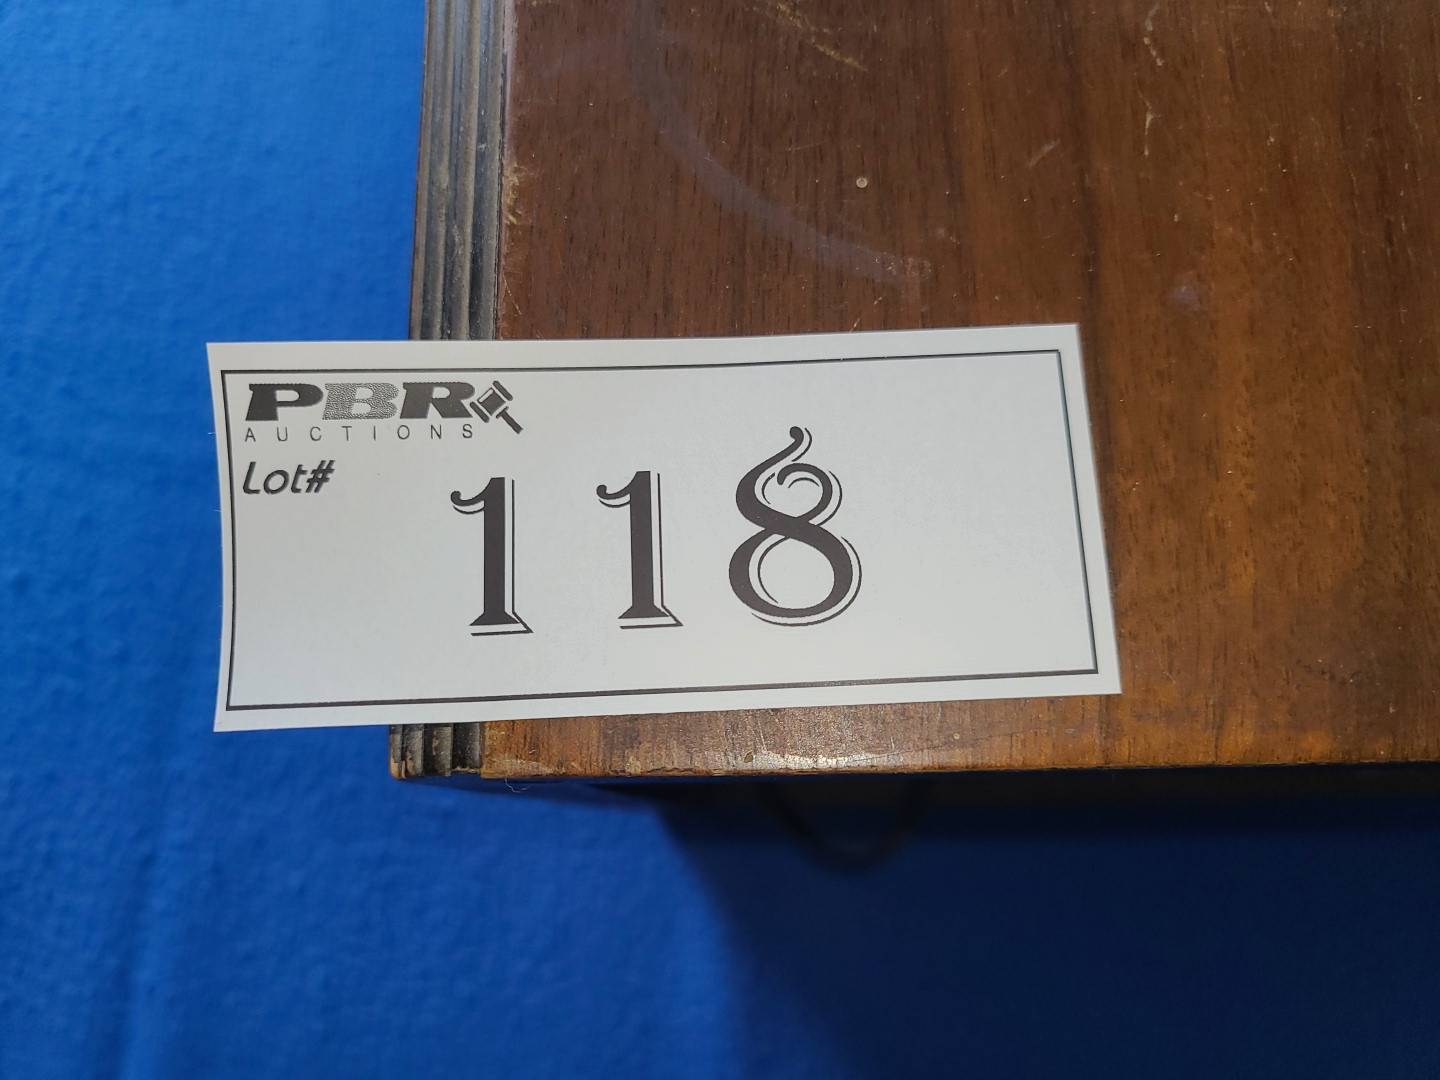 PBR
AUCTIONS
Lot#
118